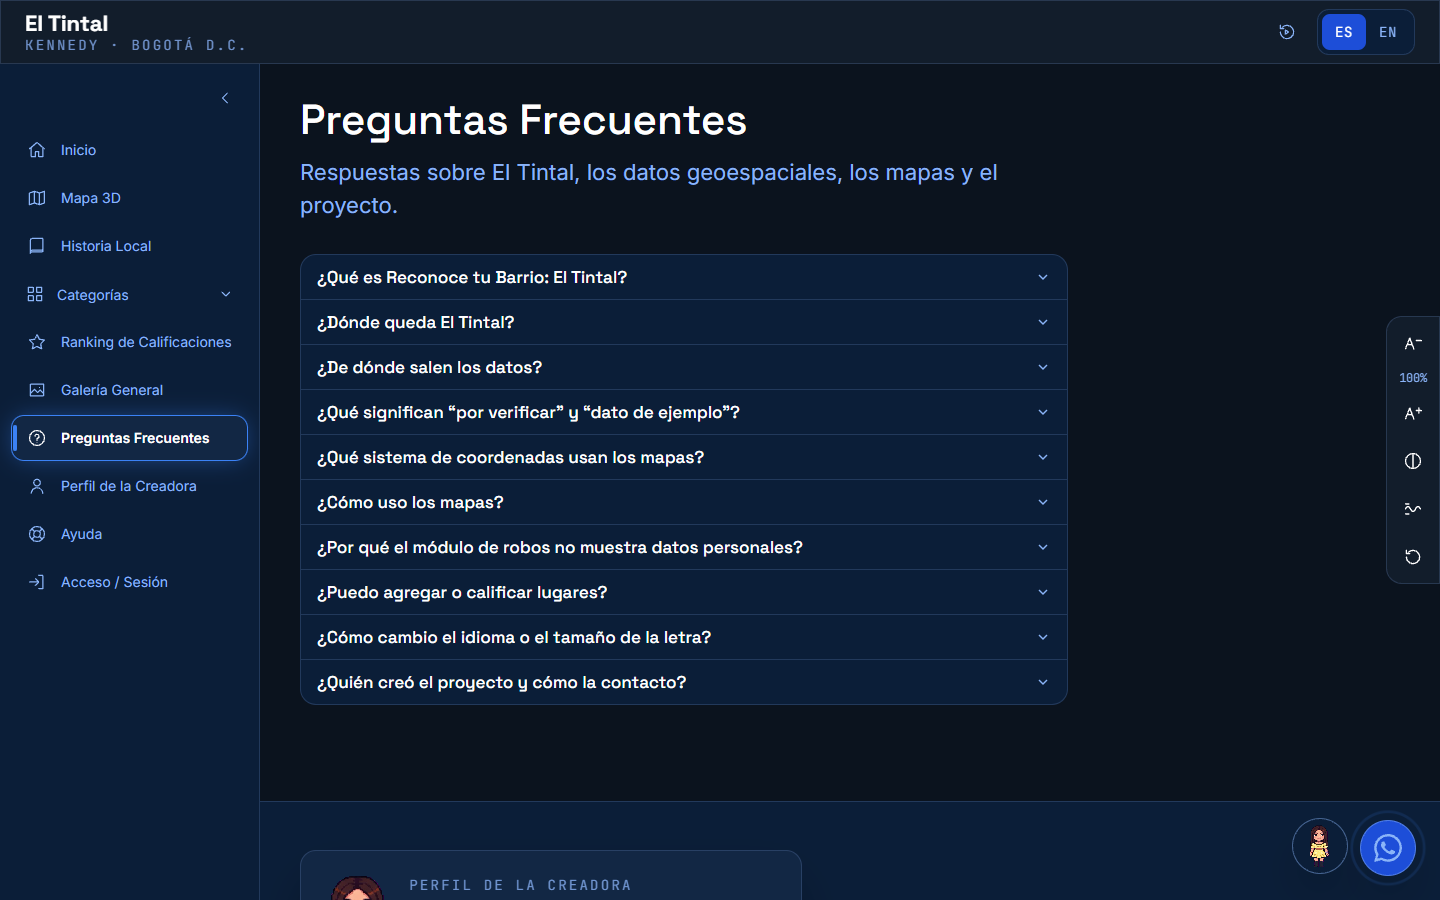 El Tintal
KENNEDY · BOGOTÁ D.C.
ES
EN
Inicio
Mapa 3D
Historia Local
Categorías
Ranking de Calificaciones
Galería General
Preguntas Frecuentes
Perfil de la Creadora
Ayuda
Acceso / Sesión
Preguntas Frecuentes
Respuestas sobre El Tintal, los datos geoespaciales, los mapas y el
proyecto.
¿Qué es Reconoce tu Barrio: El Tintal?
¿Dónde queda El Tintal?
¿De dónde salen los datos?
¿Qué significan “por verificar” y “dato de ejemplo”?
¿Qué sistema de coordenadas usan los mapas?
¿Cómo uso los mapas?
¿Por qué el módulo de robos no muestra datos personales?
¿Puedo agregar o calificar lugares?
¿Cómo cambio el idioma o el tamaño de la letra?
¿Quién creó el proyecto y cómo la contacto?
A−
100%
A+
PERFIL DE LA CREADORA